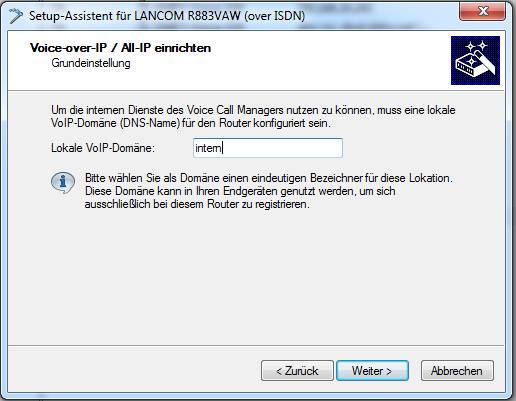 Setup-Assistent für LANCOM R883VAW (over ISDN)
Voice-over-IP / All-IP einrichten
Grundeinstellung
Um die internen Dienste des Voice Call Managers nutzen zu können, muss eine lokale
VoIP-Domäne (DNS-Name) für den Router konfiguriert sein.
Lokale VoIP-Domäne: intern
Bitte wählen Sie als Domäne einen eindeutigen Bezeichner für diese Lokation.
Diese Domäne kann in Ihren Endgeräten genutzt werden, um sich
ausschließlich bei diesem Router zu registrieren.
< Zurück Weiter > Abbrechen